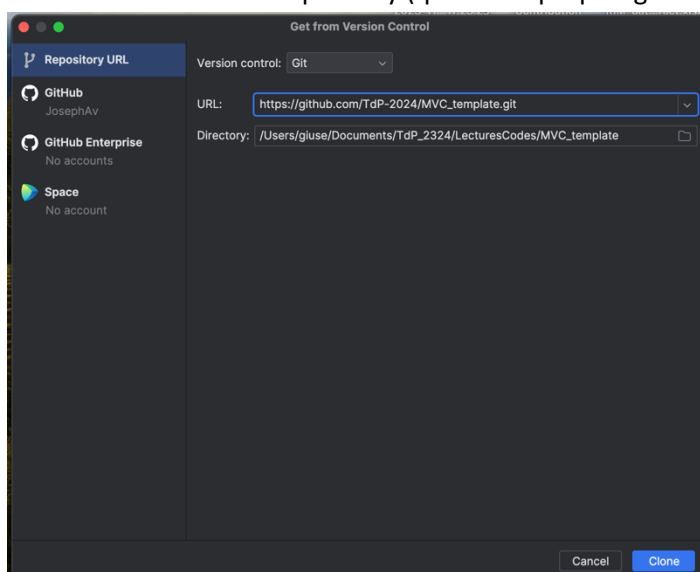 Get from Version Control
Repository URL
GitHub
JosephAv
GitHub Enterprise
No accounts
Space
No account
Version control: Git
URL: https://github.com/TdP-2024/MVC_template.git
Directory: /Users/giuse/Documents/TdP_2324/LecturesCodes/MVC_template
Cancel Clone